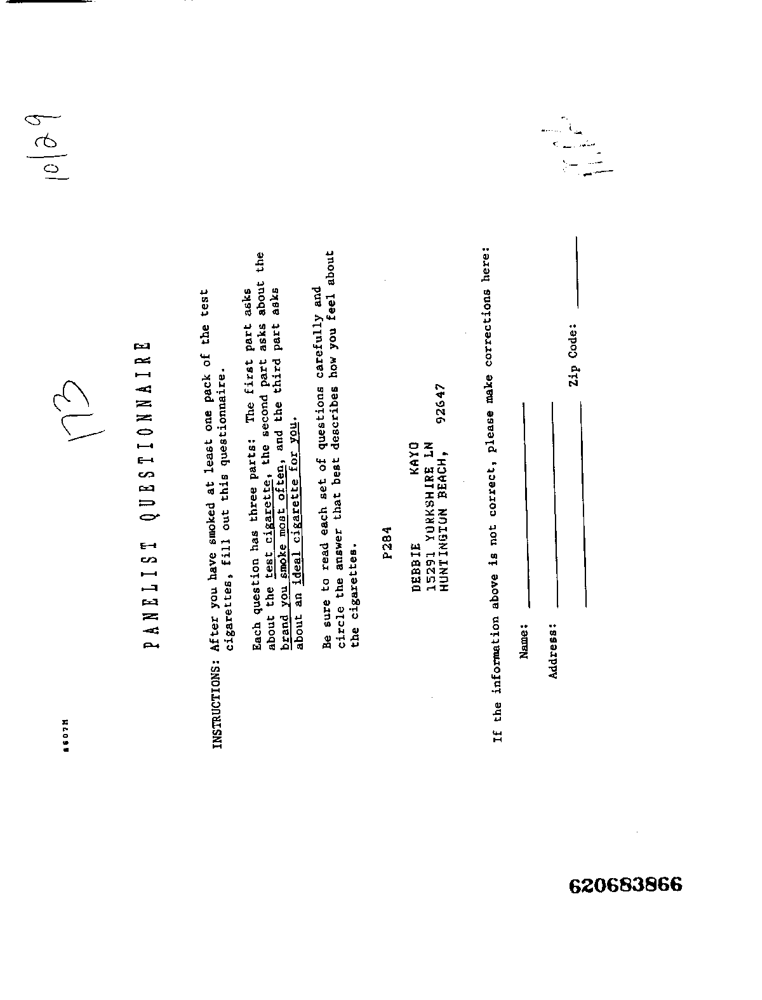 8607M
173
10/29
PANELIST QUESTIONNAIRE
INSTRUCTIONS: After you have smoked at least one pack of the test
cigarettes, fill out this questionnaire.
Each question has three parts: The first part asks
about the test cigarette, the second part asks about the
brand you smoke most often, and the third part asks
about an ideal cigarette for you.
Be sure to read each set of questions carefully and
circle the answer that best describes how you feel about
the cigarettes.
P284
DEBBIE KAYO
15291 YORKSHIRE LN
HUNTINGTON BEACH, 92647
If the information above is not correct, please make corrections here:
Name:
Address:
Zip Code:
620683866